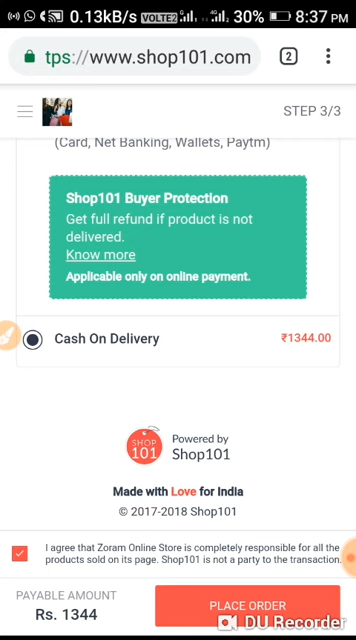 0.13kB/s VOLTE2 30% 8:37 PM
tps://www.shop101.com 2
STEP 3/3
(Card, Net Banking, Wallets, Paytm)
Shop101 Buyer Protection
Get full refund if product is not
delivered.
Know more
Applicable only on online payment.
Cash On Delivery ₹1344.00
SHOP
101
Powered by
Shop101
Made with Love for India
© 2017-2018 Shop101
I agree that Zoram Online Store is completely responsible for all the
products sold on its page. Shop101 is not a party to the transaction.
PAYABLE AMOUNT
Rs. 1344
PLACE ORDER
DU Recorder